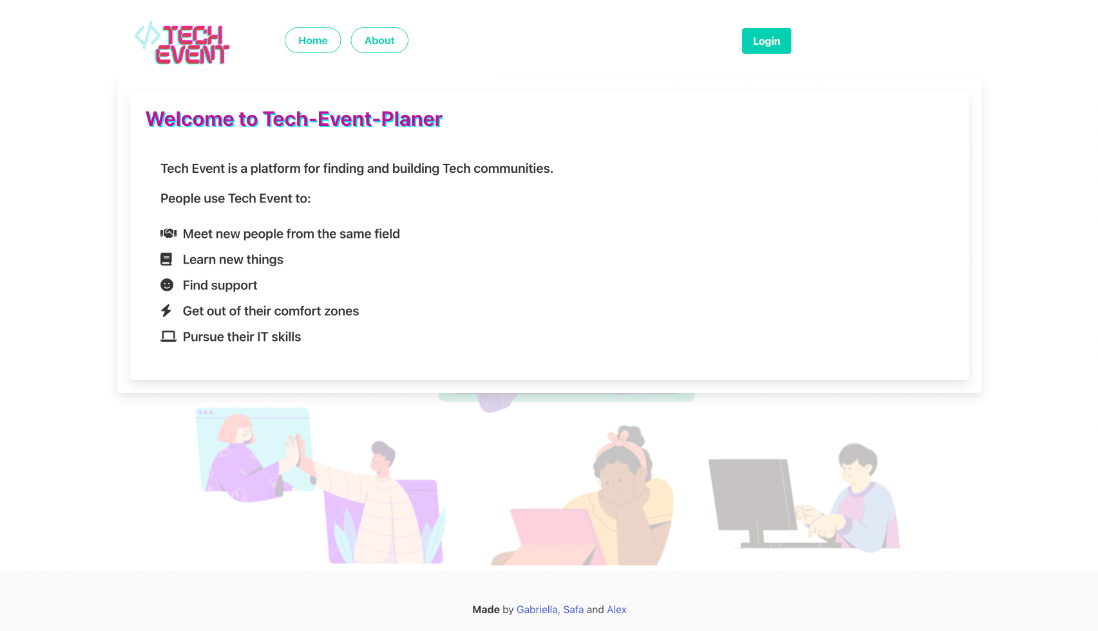 </> TECH
EVENT
Home About Login
Welcome to Tech-Event-Planer
Tech Event is a platform for finding and building Tech communities.
People use Tech Event to:
Meet new people from the same field
Learn new things
Find support
Get out of their comfort zones
Pursue their IT skills
Made by Gabriella, Safa and Alex